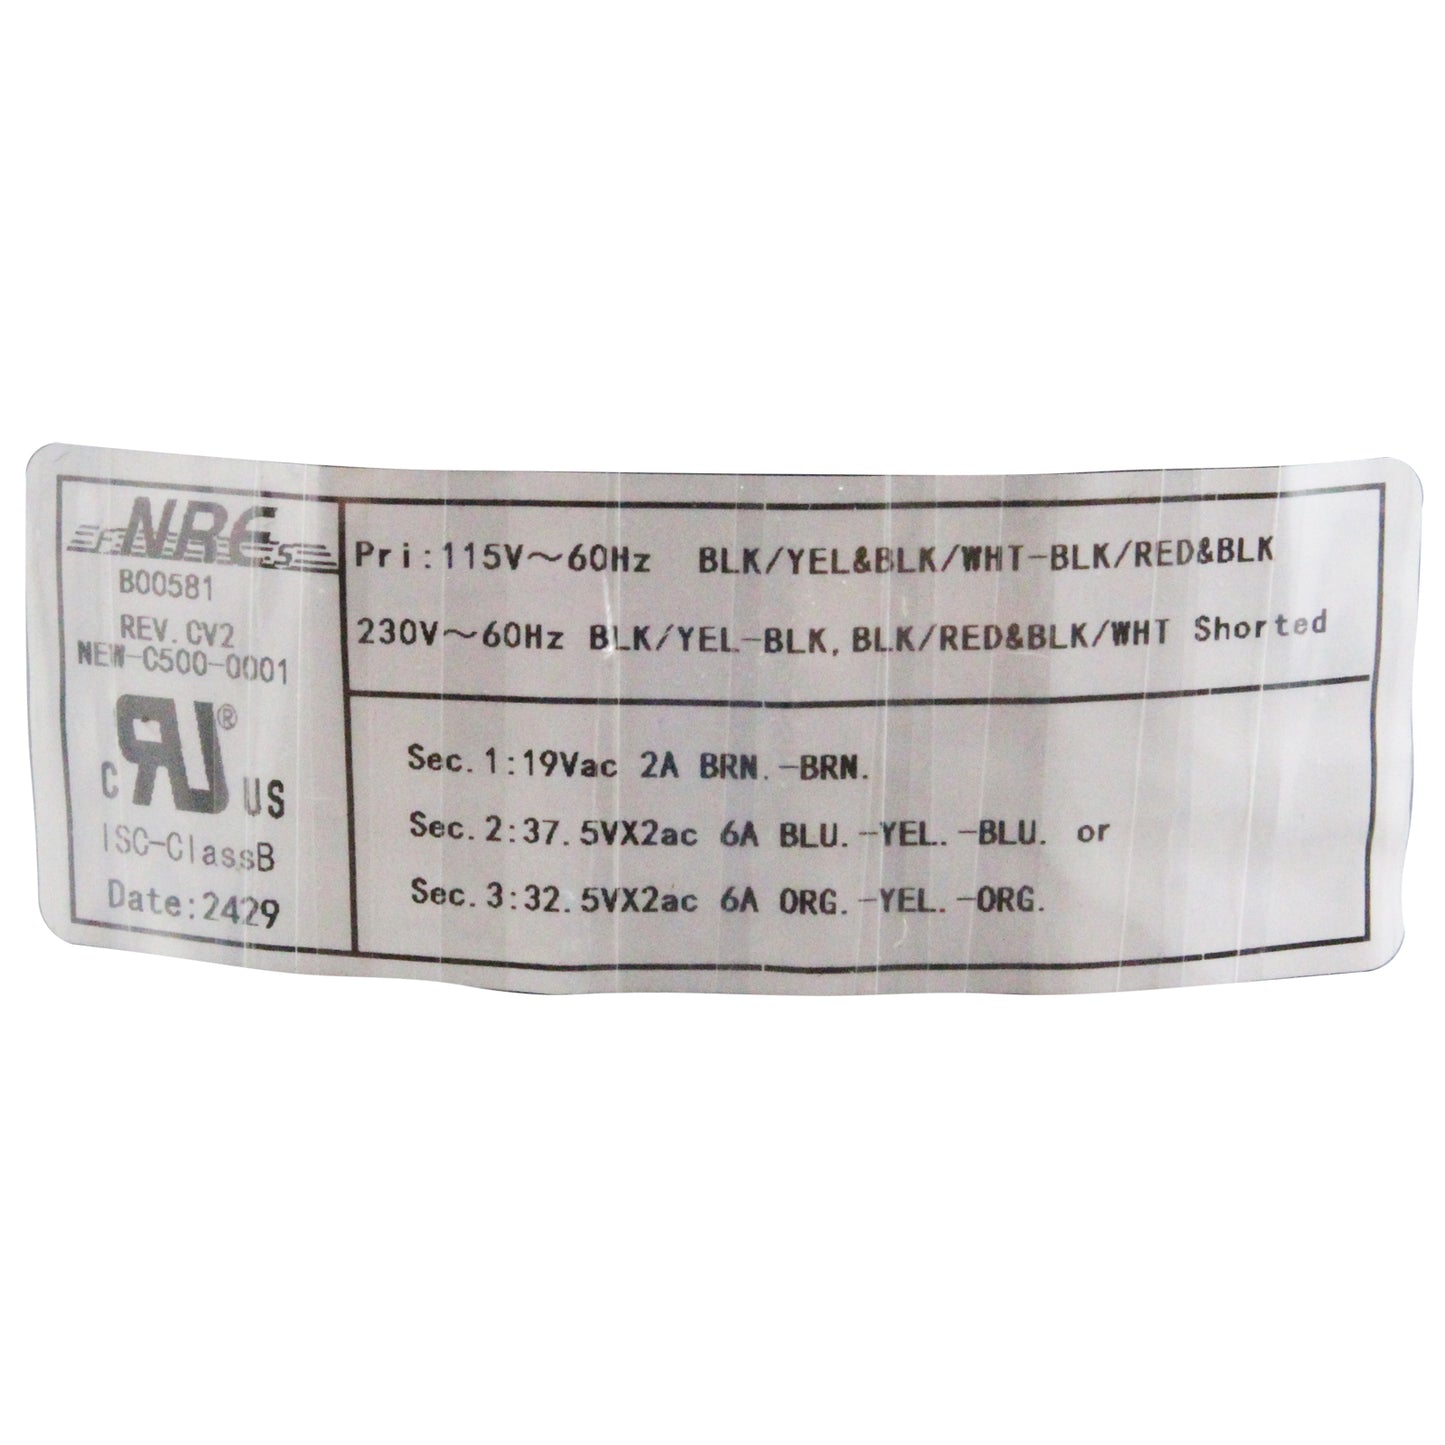 NRE
B00581
REV.CV2
NEW-C500-0001
C RU® US
ISC-ClassB
Date:2429
Pri:115V～60Hz BLK/YEL&BLK/WHT-BLK/RED&BLK
230V～60Hz BLK/YEL-BLK, BLK/RED&BLK/WHT Shorted
Sec.1:19Vac 2A BRN.-BRN.
Sec.2:37.5VX2ac 6A BLU.-YEL.-BLU. or
Sec.3:32.5VX2ac 6A ORG.-YEL.-ORG.